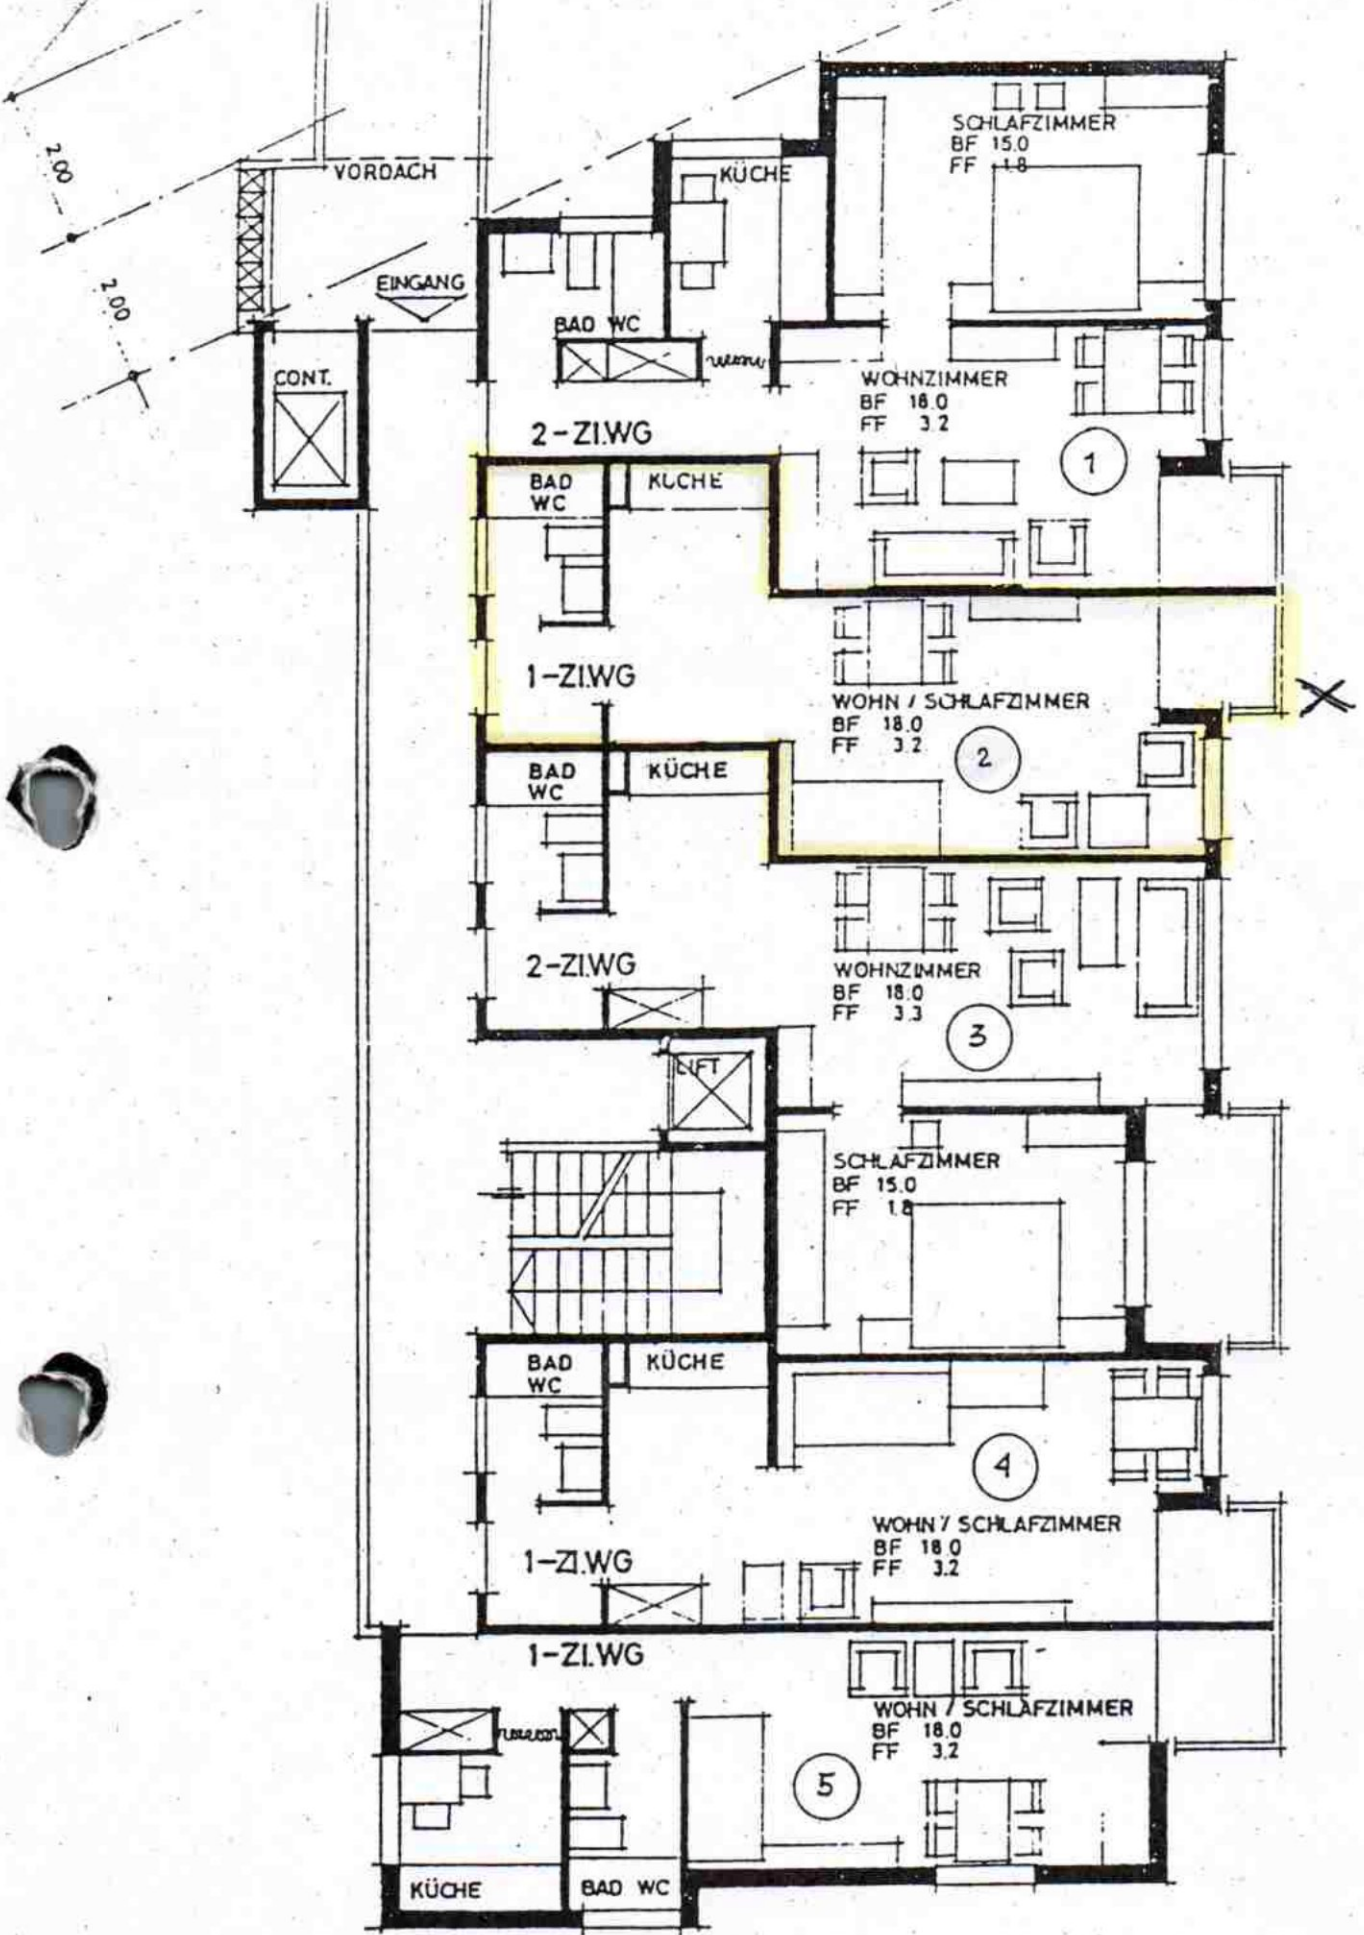 2.00
2.00
VORDACH
EINGANG
CONT.
KÜCHE
BAD WC
SCHLAFZIMMER
BF 15.0
FF 1.8
WOHNZIMMER
BF 18.0
FF 3.2
2-ZI.WG
1
BAD
WC
KÜCHE
1-ZI.WG
WOHN / SCHLAFZIMMER
BF 18.0
FF 3.2
2
X
BAD
WC
KÜCHE
2-ZI.WG
WOHNZIMMER
BF 18.0
FF 3.3
3
LIFT
SCHLAFZIMMER
BF 15.0
FF 1.8
BAD
WC
KÜCHE
4
1-ZI.WG
WOHN / SCHLAFZIMMER
BF 18.0
FF 3.2
1-ZI.WG
WOHN / SCHLAFZIMMER
BF 18.0
FF 3.2
5
KÜCHE
BAD WC